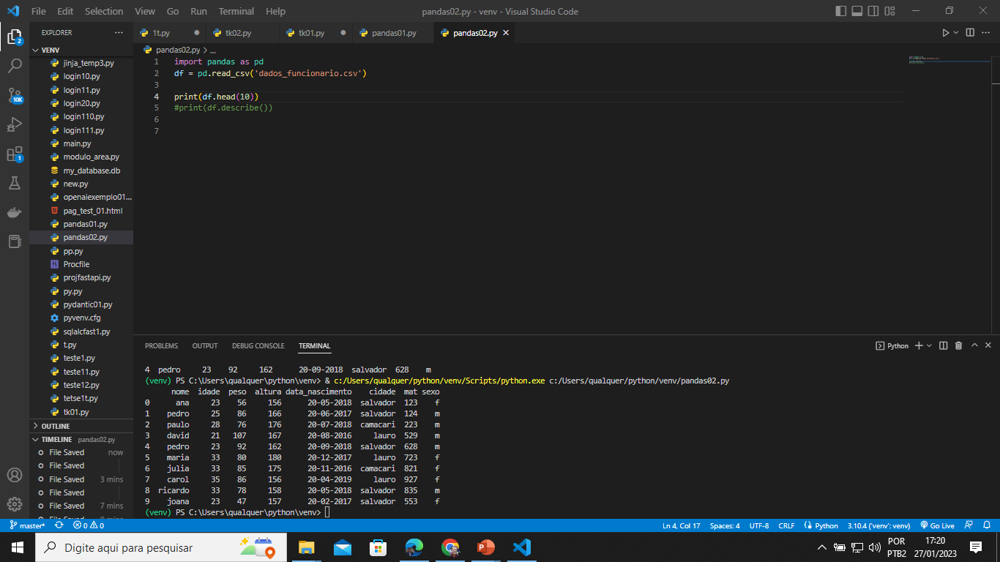 File Edit Selection View Go Run Terminal Help pandas02.py - venv - Visual Studio Code
EXPLORER ... 1t.py tk02.py tk01.py pandas01.py pandas02.py
VENV
pandas02.py > ...
jinja_temp3.py
login10.py
login11.py
login20.py
login110.py
login111.py
main.py
modulo_area.py
my_database.db
new.py
openaiexemplo01...
pag_test_01.html
pandas01.py
pandas02.py
pp.py
Procfile
projfastapi.py
py.py
pydantic01.py
pyvenv.cfg
sqlalcfast1.py
t.py
teste1.py
teste11.py
teste12.py
tetse1t.py
tk01.py
OUTLINE
TIMELINE pandas02.py
File Saved now
File Saved
File Saved 3 mins
File Saved
File Saved 7 mins
2
10K
1
1 import pandas as pd
2 df = pd.read_csv('dados_funcionario.csv')
3
4 print(df.head(10))
5 #print(df.describe())
6
7
PROBLEMS OUTPUT DEBUG CONSOLE TERMINAL Python
4 pedro 23 92 162 20-09-2018 salvador 628 m
(venv) PS C:\Users\qualquer\python\venv> & c:/Users/qualquer/python/venv/Scripts/python.exe c:/Users/qualquer/python/venv/pandas02.py
nome idade peso altura data_nascimento cidade mat sexo
0 ana 23 56 156 20-05-2018 salvador 123 f
1 pedro 25 86 166 20-06-2017 salvador 124 m
2 paulo 28 76 176 20-07-2018 camacari 223 m
3 david 21 107 167 20-08-2016 lauro 529 m
4 pedro 23 92 162 20-09-2018 salvador 628 m
5 maria 33 80 180 20-12-2017 lauro 723 f
6 julia 33 85 175 20-11-2016 camacari 821 f
7 carol 35 86 156 20-04-2019 lauro 927 f
8 ricardo 33 78 158 20-05-2018 salvador 835 m
9 joana 23 47 157 20-02-2017 salvador 553 f
(venv) PS C:\Users\qualquer\python\venv>
master* 0 0 Ln 4, Col 17 Spaces: 4 UTF-8 CRLF Python 3.10.4 ('venv': venv) Go Live
Digite aqui para pesquisar
POR
PTB2
17:20
27/01/2023